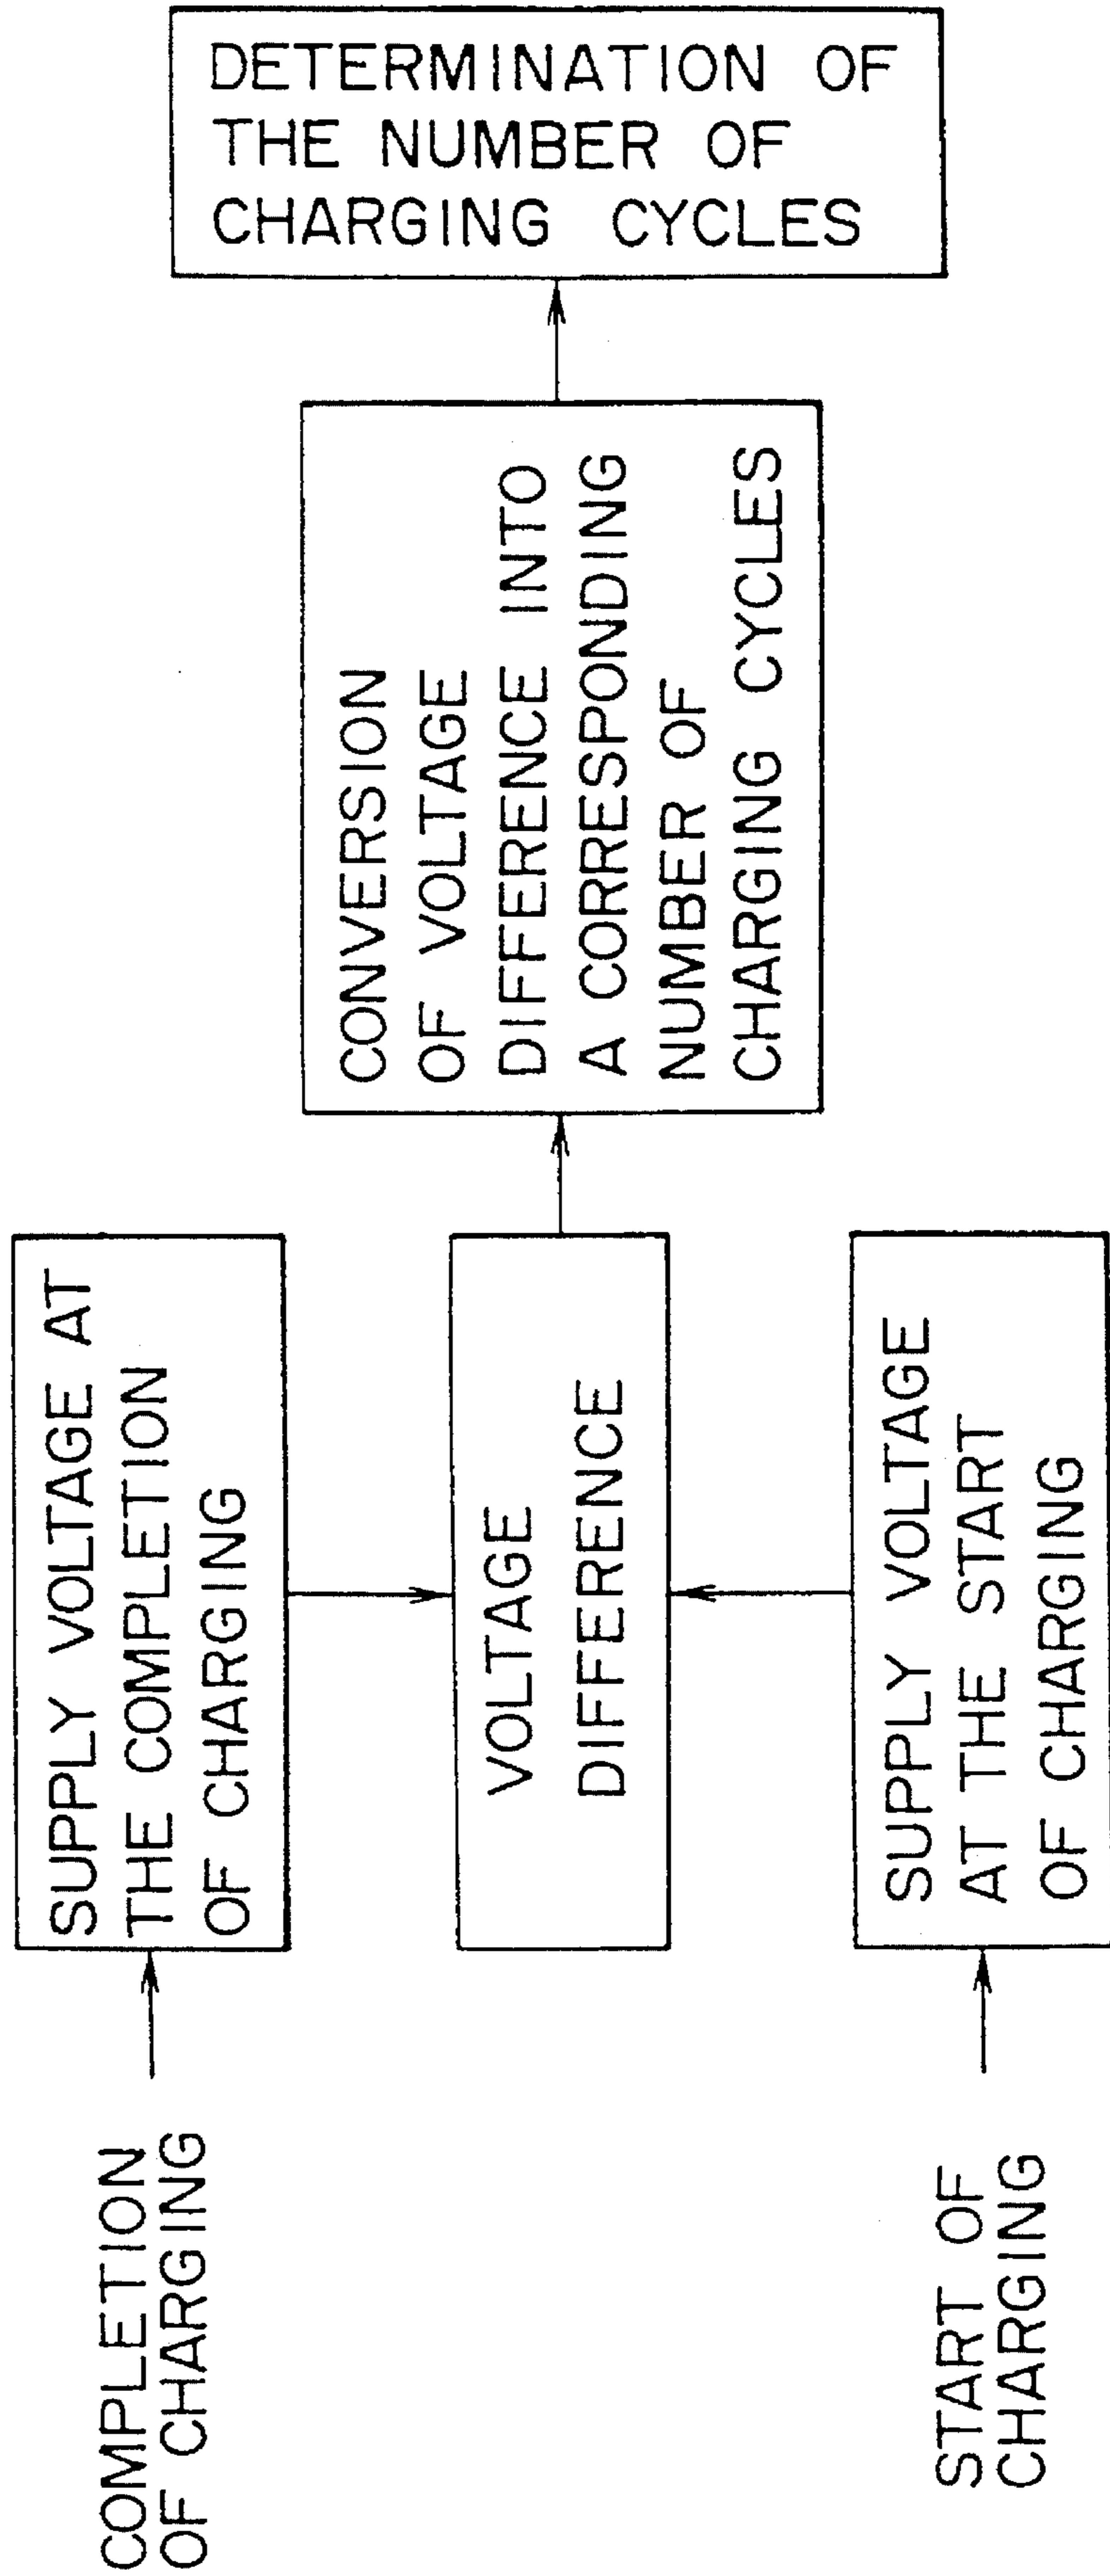 COMPLETION
OF CHARGING
SUPPLY VOLTAGE AT
THE COMPLETION
OF CHARGING
VOLTAGE
DIFFERENCE
START OF
CHARGING
SUPPLY VOLTAGE
AT THE START
OF CHARGING
CONVERSION
OF VOLTAGE
DIFFERENCE INTO
A CORRESPONDING
NUMBER OF
CHARGING CYCLES
DETERMINATION OF
THE NUMBER OF
CHARGING CYCLES